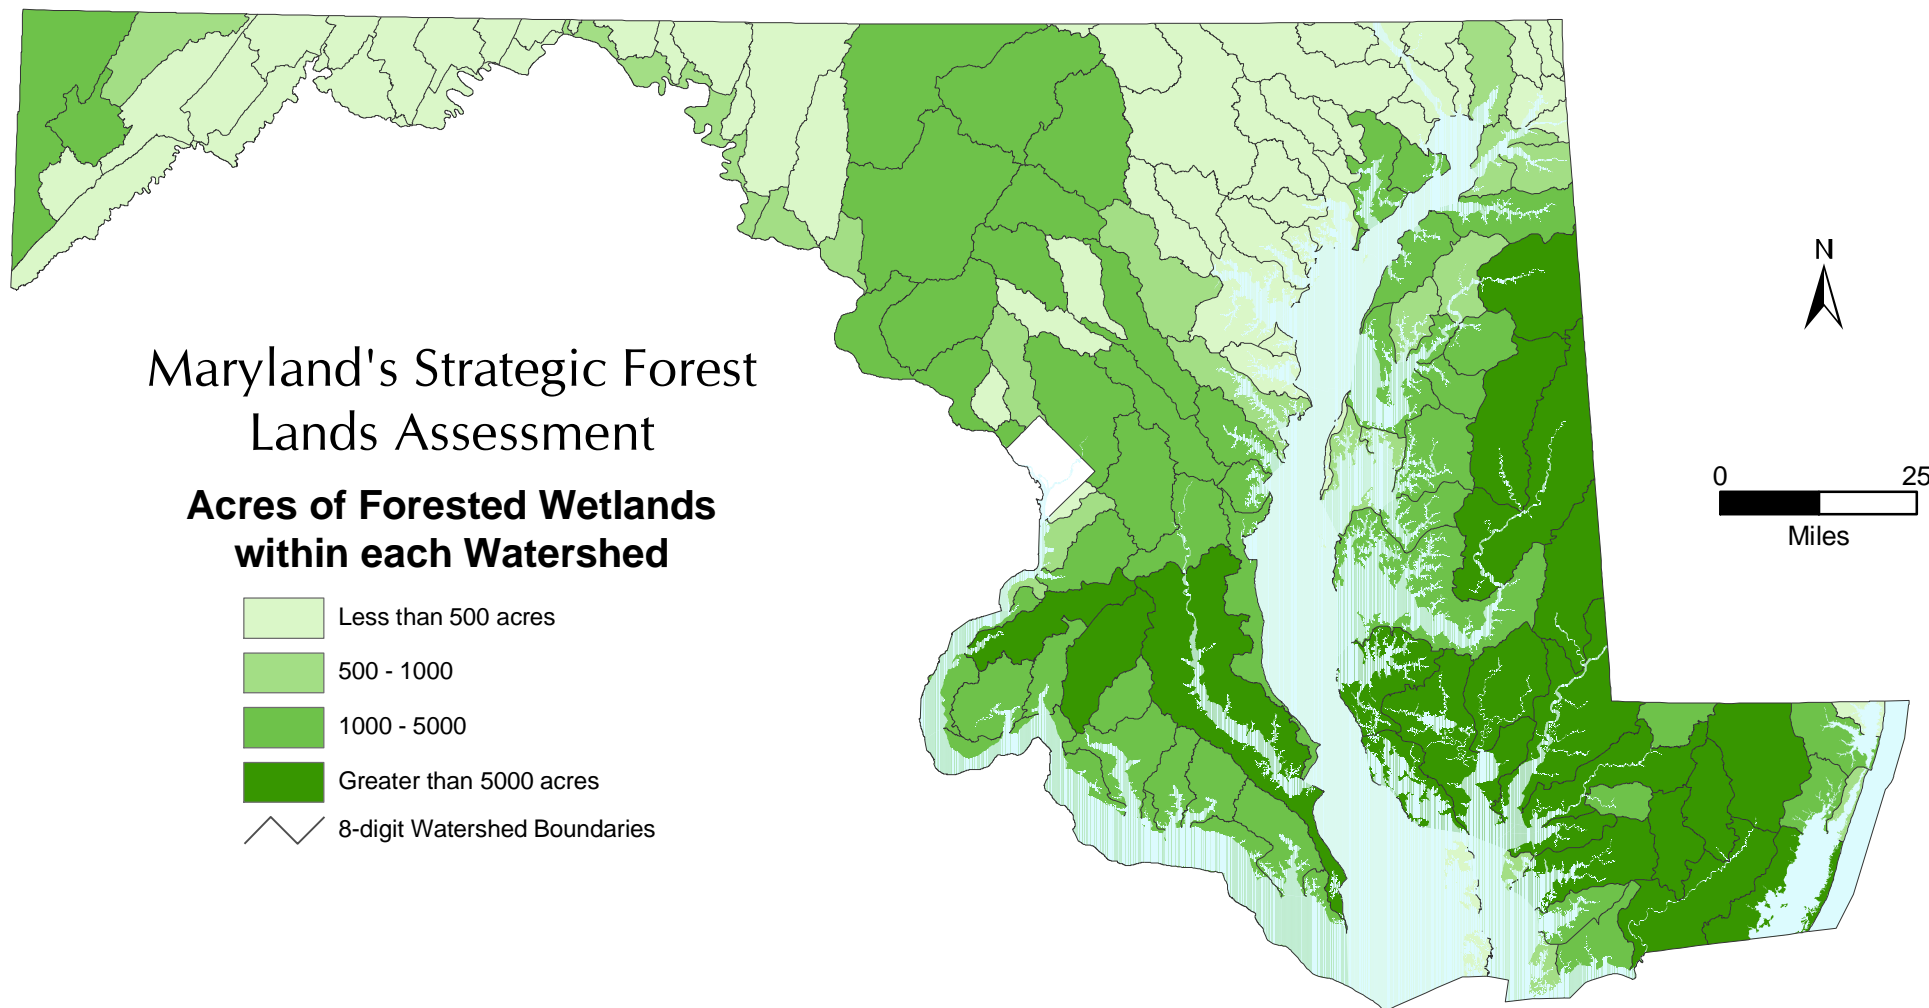 Maryland's Strategic Forest
Lands Assessment
Acres of Forested Wetlands
within each Watershed
Less than 500 acres
500 - 1000
1000 - 5000
Greater than 5000 acres
8-digit Watershed Boundaries
N
0 25
Miles